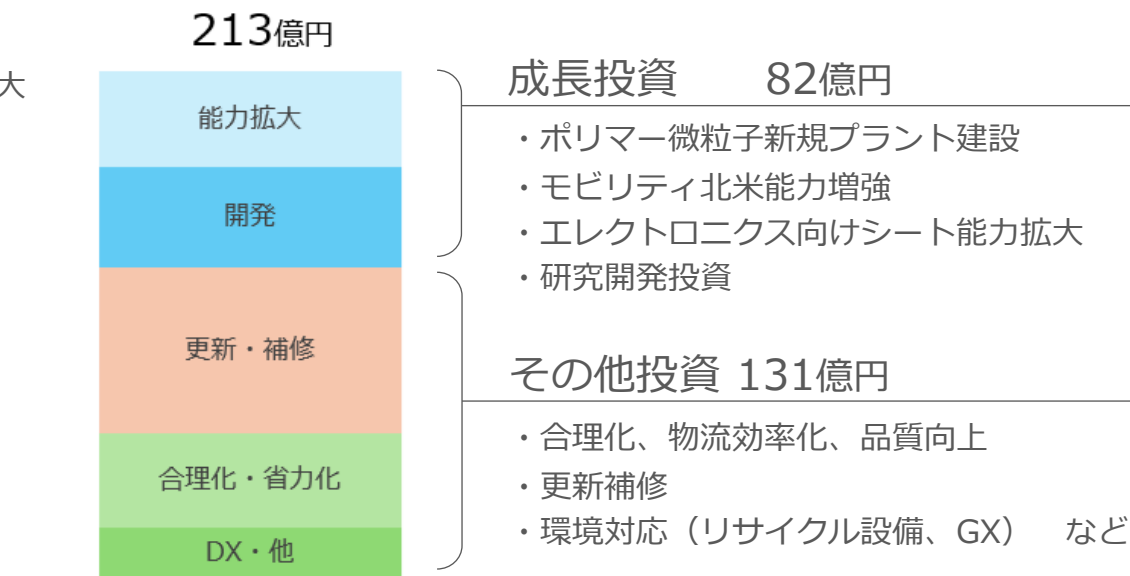 213億円
大
能力拡大
開発
更新・補修
合理化・省力化
DX・他
成長投資 82億円
・ポリマー微粒子新規プラント建設
・モビリティ北米能力増強
・エレクトロニクス向けシート能力拡大
・研究開発投資
その他投資 131億円
・合理化、物流効率化、品質向上
・更新補修
・環境対応（リサイクル設備、GX） など